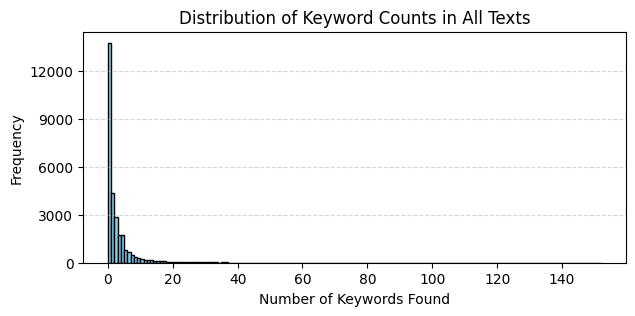 Distribution of Keyword Counts in All Texts
12000
9000
6000
3000
0
Frequency
0 20 40 60 80 100 120 140
Number of Keywords Found